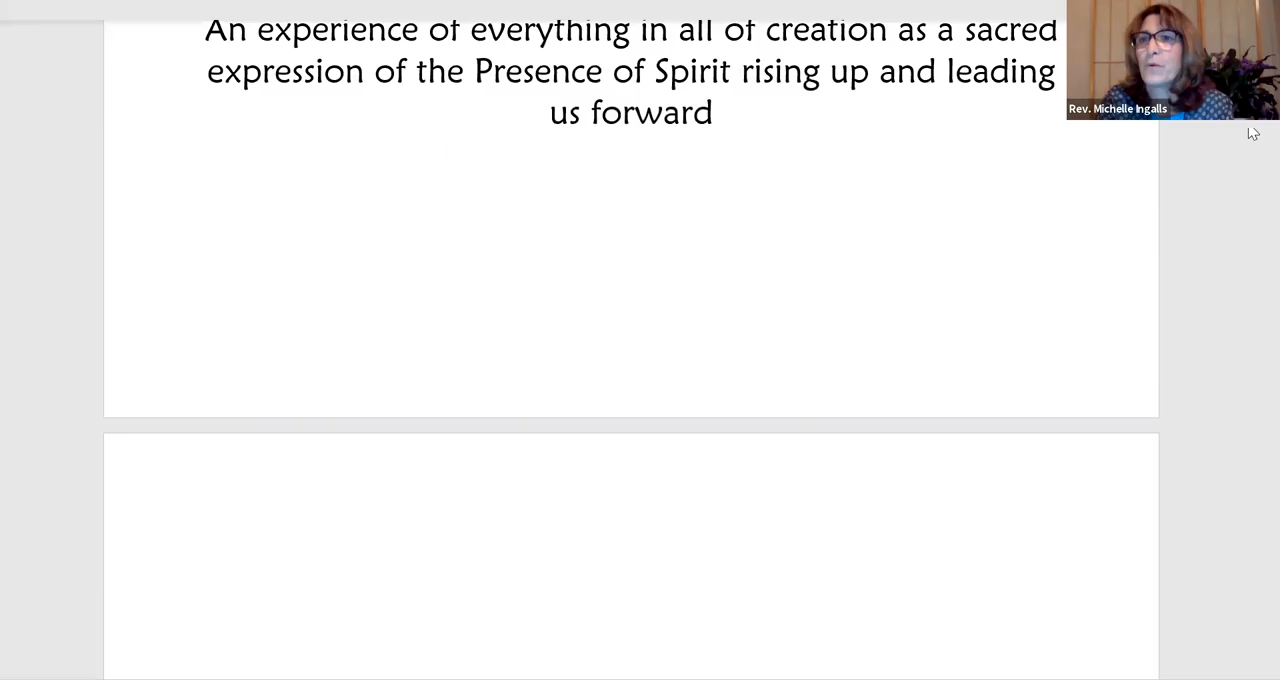 An experience of everything in all of creation as a sacred
expression of the Presence of Spirit rising up and leading
us forward
Rev. Michelle Ingalls